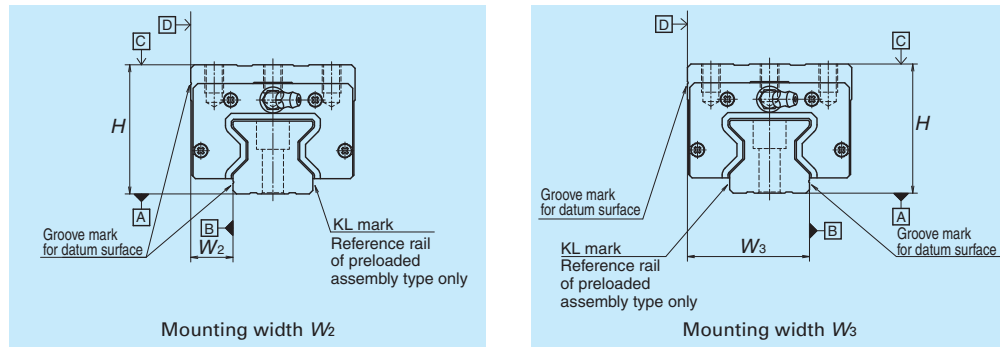 D
C
H
A
B
W2
Groove mark
for datum surface
KL mark
Reference rail
of preloaded
assembly type only
Mounting width W2
D
C
H
A
B
W3
Groove mark
for datum surface
KL mark
Reference rail
of preloaded
assembly type only
Groove mark
for datum surface
Mounting width W3